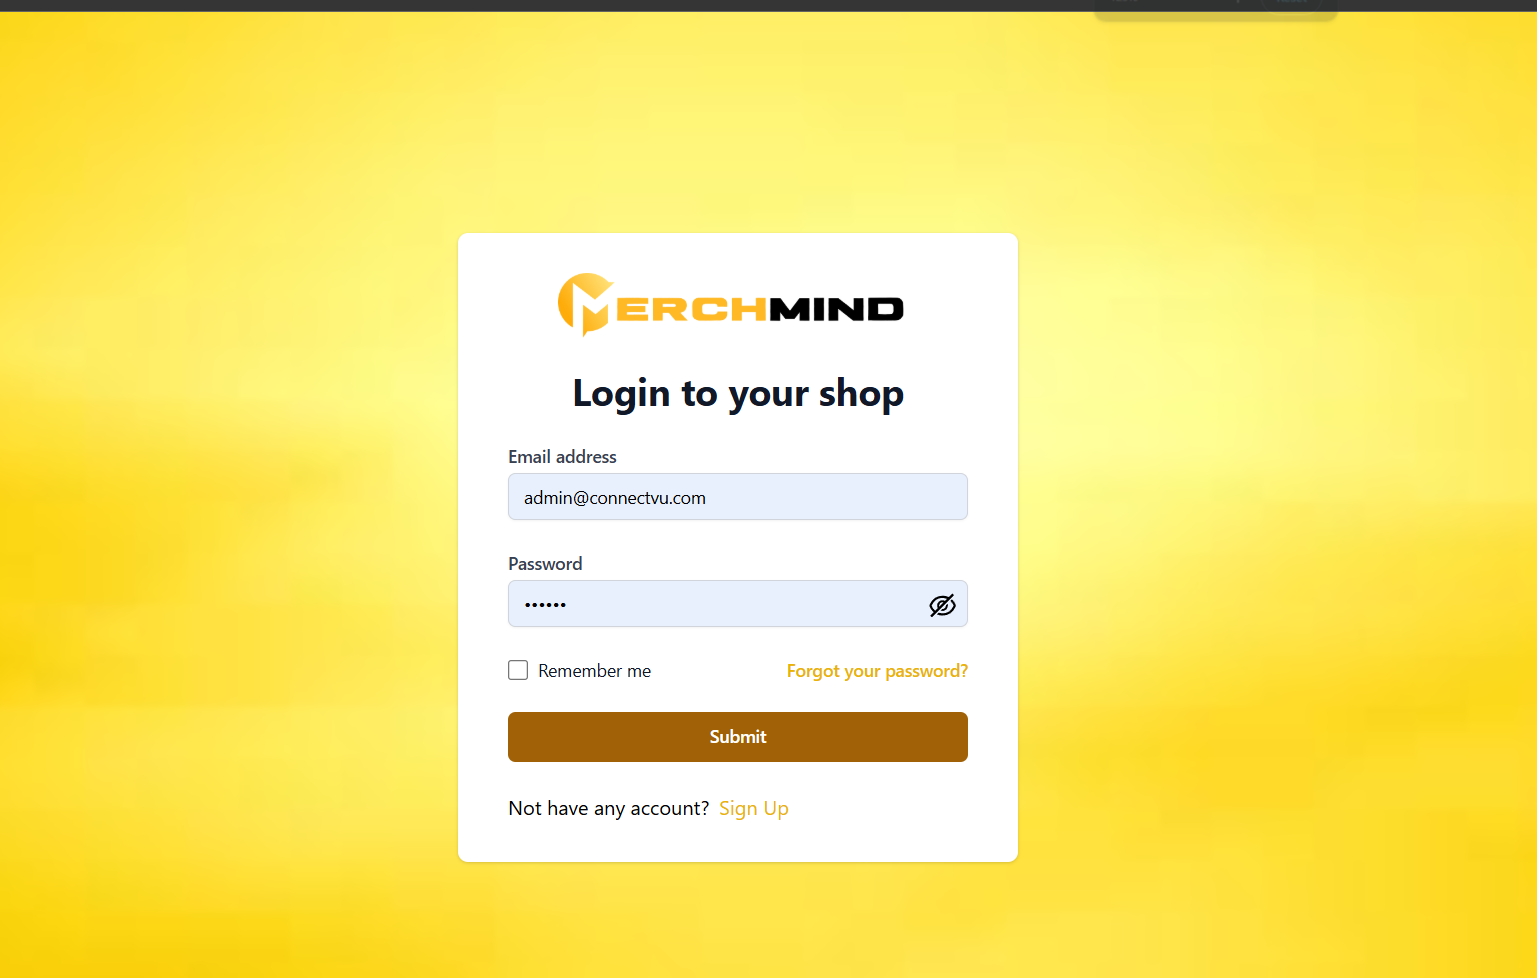 MERCHMIND
Login to your shop
Email address
admin@connectvu.com
Password
••••••
Remember me
Forgot your password?
Submit
Not have any account? Sign Up